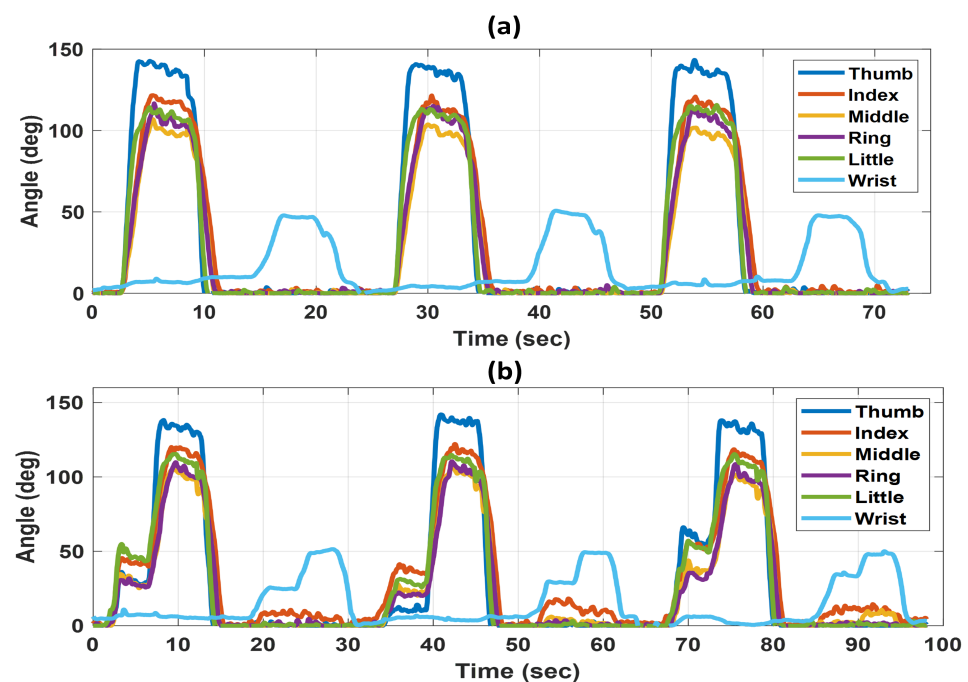 (a)
150
100
50
0
Angle (deg)
Thumb
Index
Middle
Ring
Little
Wrist
0 10 20 30 40 50 60 70
Time (sec)
(b)
150
100
50
0
Angle (deg)
Thumb
Index
Middle
Ring
Little
Wrist
0 10 20 30 40 50 60 70 80 90 100
Time (sec)